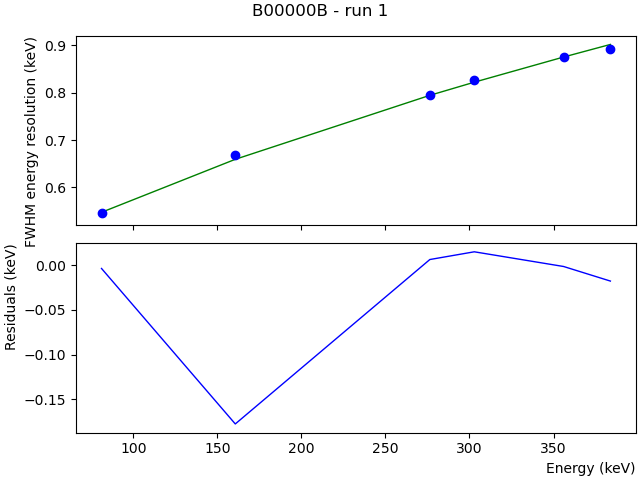 B00000B - run 1
FWHM energy resolution (keV)
0.9
0.8
0.7
0.6
Residuals (keV)
0.00
−0.05
−0.10
−0.15
100 150 200 250 300 350
Energy (keV)